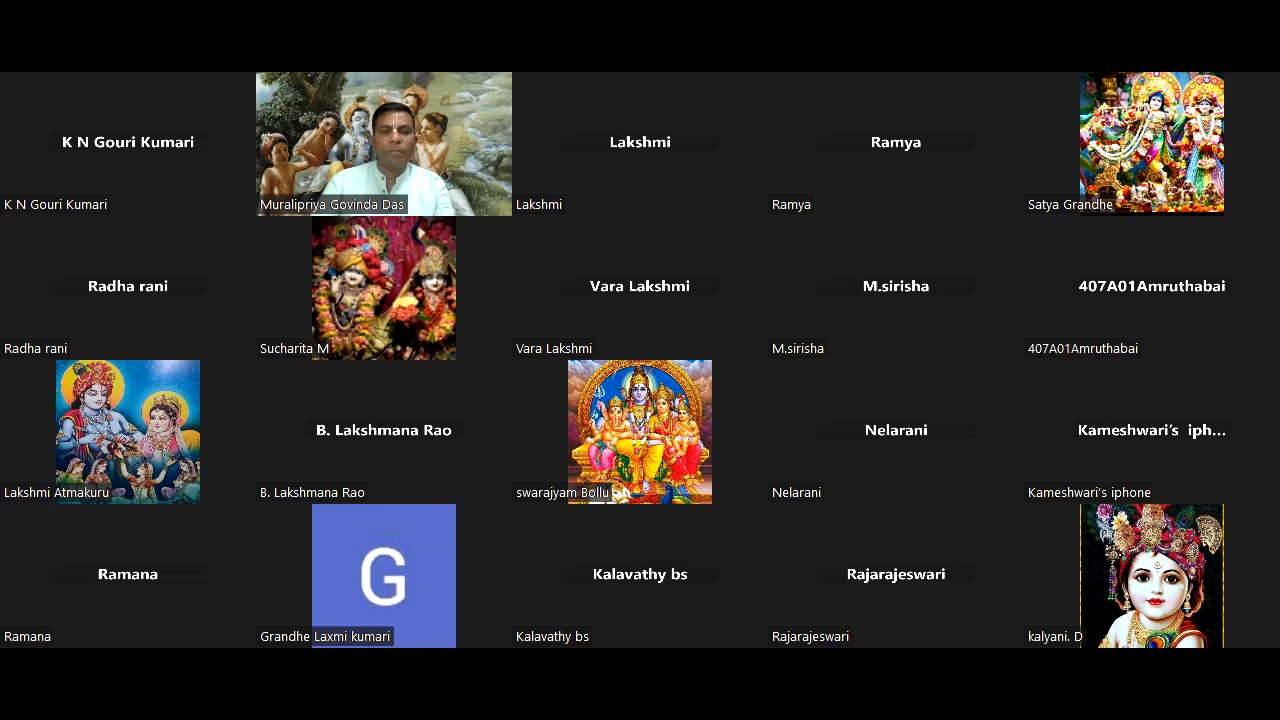 K N Gouri Kumari
K N Gouri Kumari
Muralipriya Govinda Das
Lakshmi
Lakshmi
Ramya
Ramya
Satya Grandhe
Radha rani
Radha rani
Sucharita M
Vara Lakshmi
Vara Lakshmi
M.sirisha
M.sirisha
407A01Amruthabai
407A01Amruthabai
Lakshmi Atmakuru
B. Lakshmana Rao
B. Lakshmana Rao
swarajyam Bollu
Nelarani
Nelarani
Kameshwari’s iph...
Kameshwari's iphone
Ramana
Ramana
G
Grandhe Laxmi kumari
Kalavathy bs
Kalavathy bs
Rajarajeswari
Rajarajeswari
kalyani. D